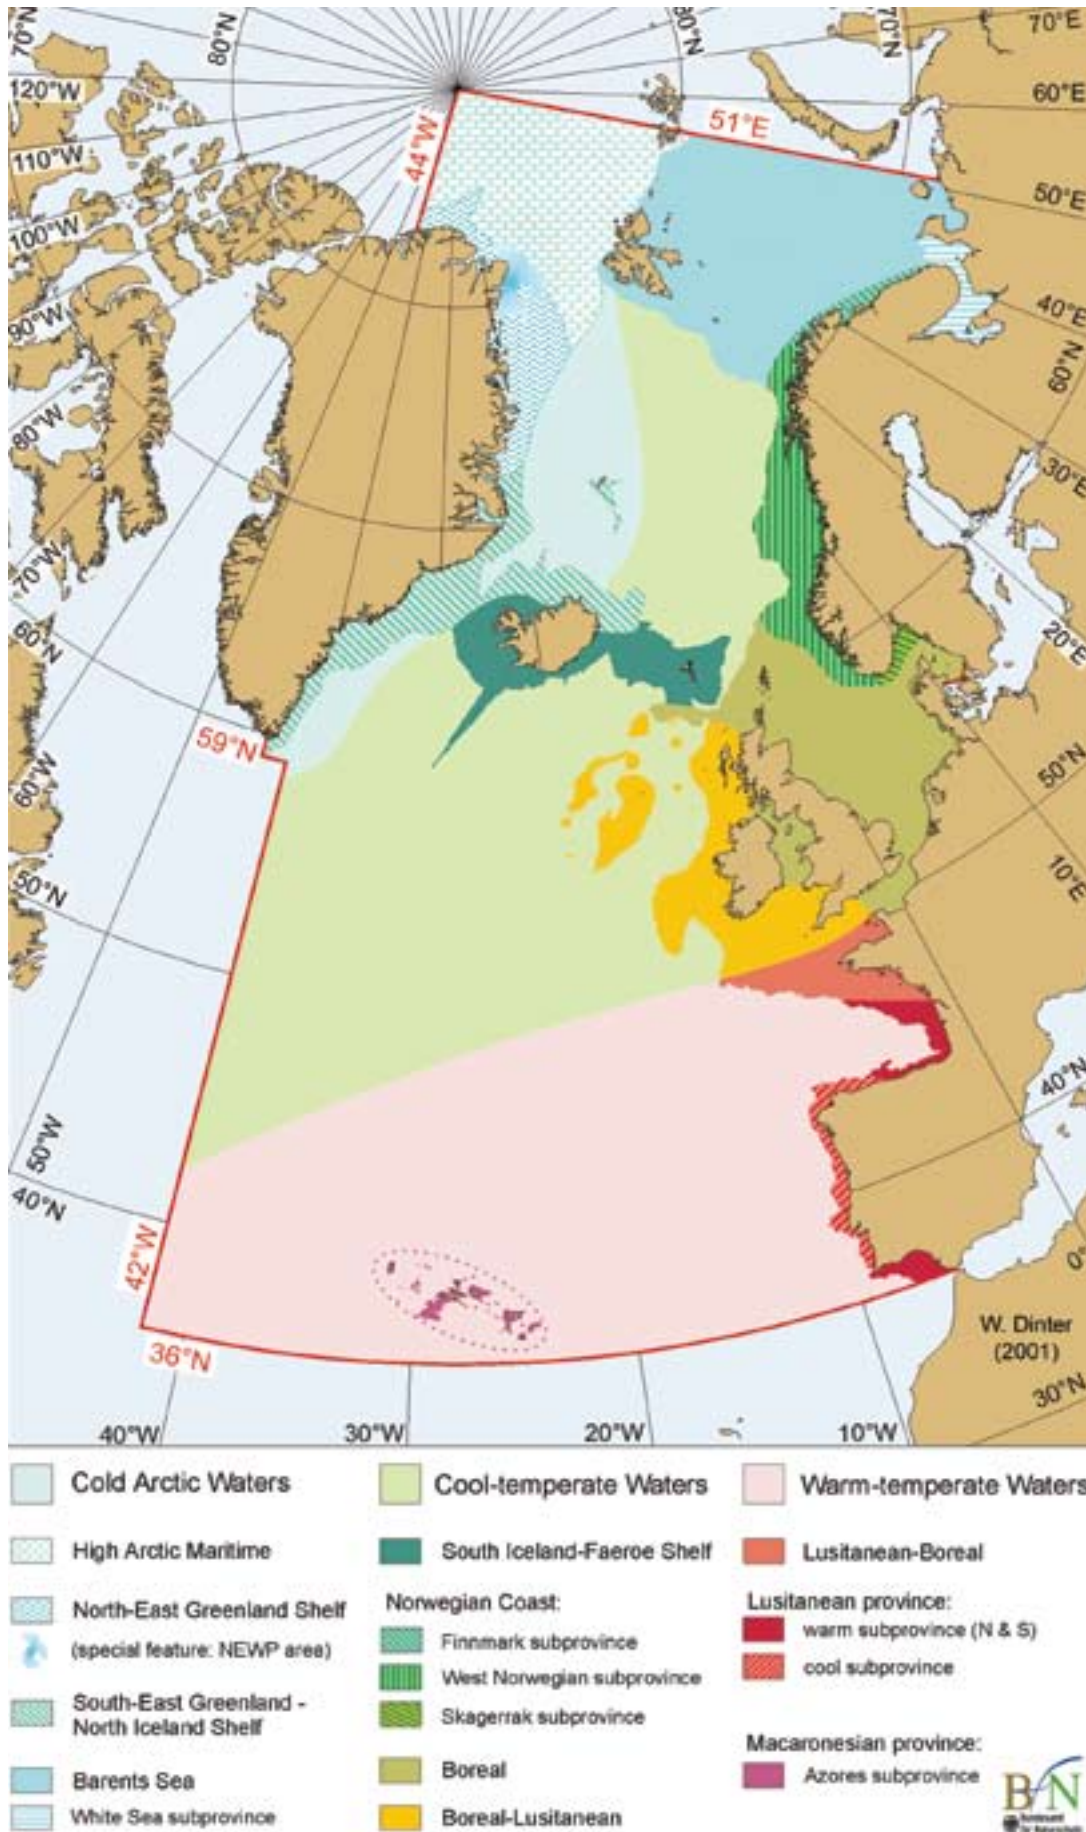 70°N
80°N
80°N
70°N
70°E
120°W
60°E
110°W
44°W
51°E
100°W
50°E
90°W
40°E
60°N
80°W
30°E
70°W
60°N
20°E
59°N
60°W
50°N
50°N
10°E
40°N
50°W
40°N
42°W
0°
W. Dinter
(2001)
36°N
30°N
40°W
30°W
20°W
10°W
Cold Arctic Waters
High Arctic Maritime
North-East Greenland Shelf
(special feature: NEWP area)
South-East Greenland -
North Iceland Shelf
Barents Sea
White Sea subprovince
Cool-temperate Waters
South Iceland-Faeroe Shelf
Norwegian Coast:
Finnmark subprovince
West Norwegian subprovince
Skagerrak subprovince
Boreal
Boreal-Lusitanean
Warm-temperate Waters
Lusitanean-Boreal
Lusitanean province:
warm subprovince (N & S)
cool subprovince
Macaronesian province:
Azores subprovince
BfN